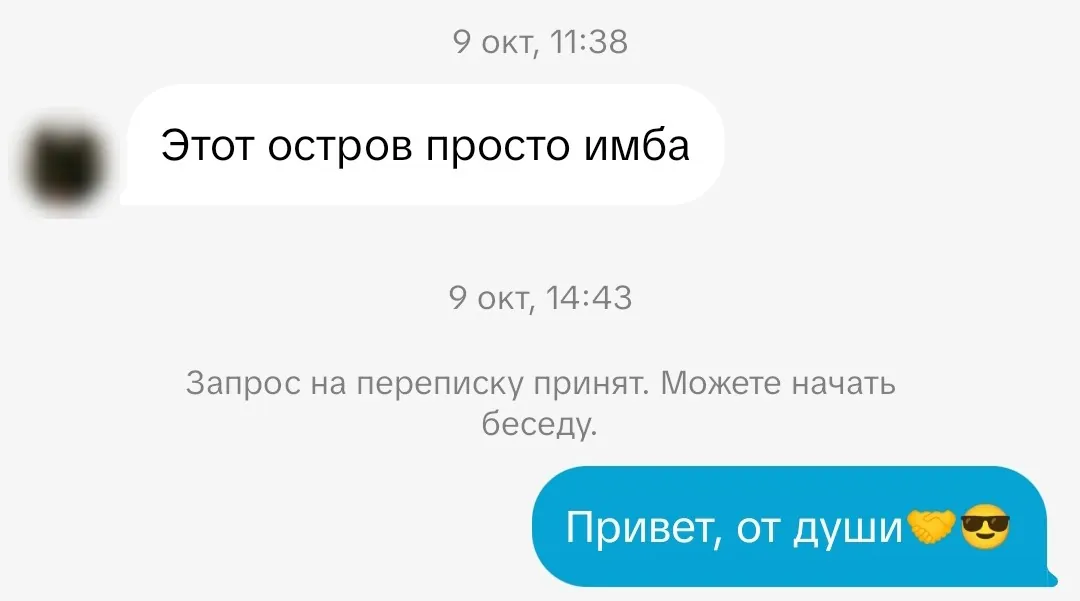 9 окт, 11:38
Этот остров просто имба
9 окт, 14:43
Запрос на переписку принят. Можете начать
беседу.
Привет, от души🤝😎